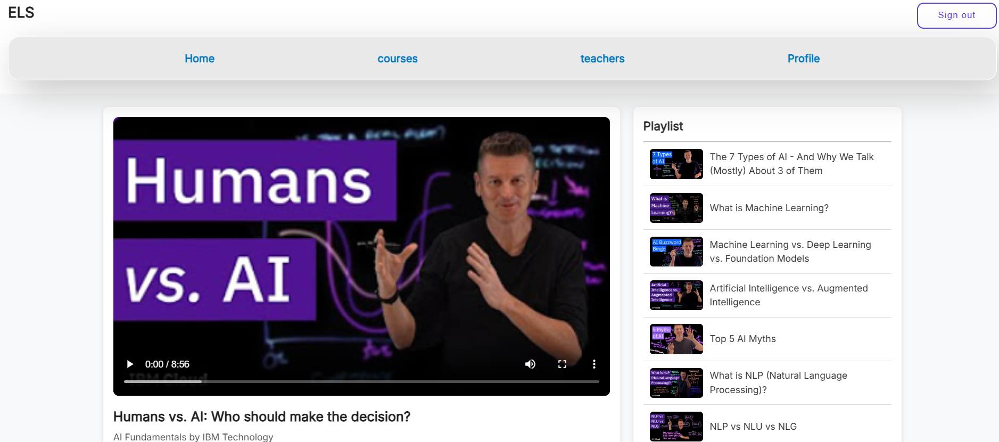 ELS
Sign out
Home
courses
teachers
Profile
Humans
vs. AI
0:00 / 8:56
IBM Cloud
Humans vs. AI: Who should make the decision?
AI Fundamentals by IBM Technology
Playlist
7 Types
of AI
The 7 Types of AI - And Why We Talk
(Mostly) About 3 of Them
What is
Machine
Learning?
What is Machine Learning?
AI Buzzword
Bingo
Machine Learning vs. Deep Learning
vs. Foundation Models
Artificial
Intelligence vs.
Augmented
Intelligence
Artificial Intelligence vs. Augmented
Intelligence
5 Myths
of AI
Top 5 AI Myths
What is NLP
(Natural Language
Processing)?
What is NLP (Natural Language
Processing)?
NLP vs
NLU vs
NLG
NLP vs NLU vs NLG